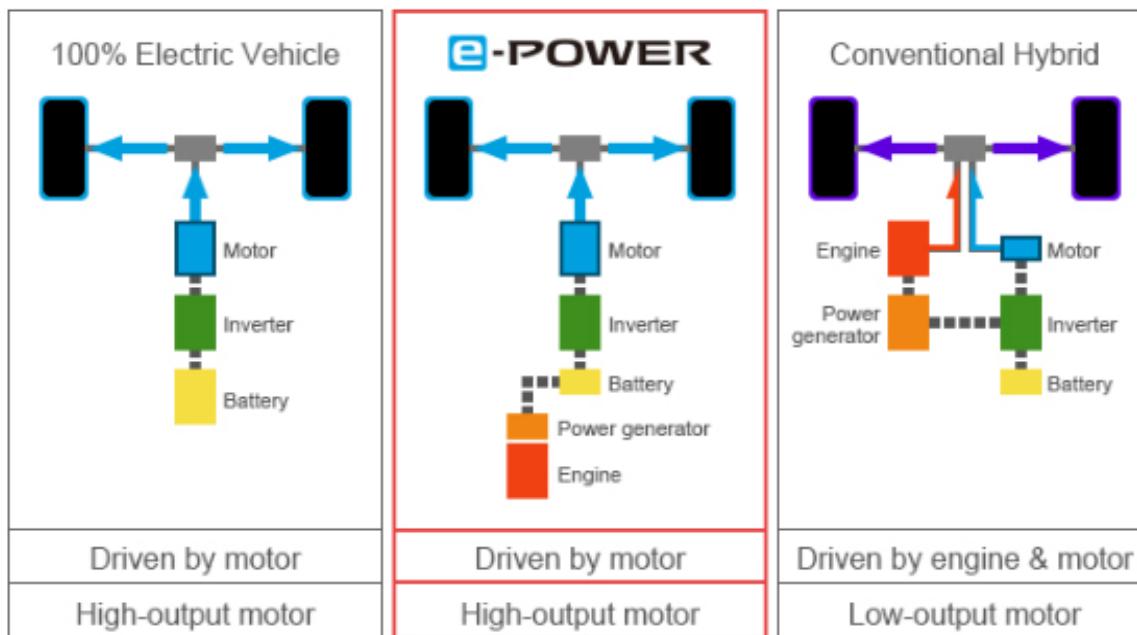 100% Electric Vehicle
Motor
Inverter
Battery
Driven by motor
High-output motor
e-POWER
Motor
Inverter
Battery
Power generator
Engine
Driven by motor
High-output motor
Conventional Hybrid
Engine
Motor
Power
generator
Inverter
Battery
Driven by engine & motor
Low-output motor